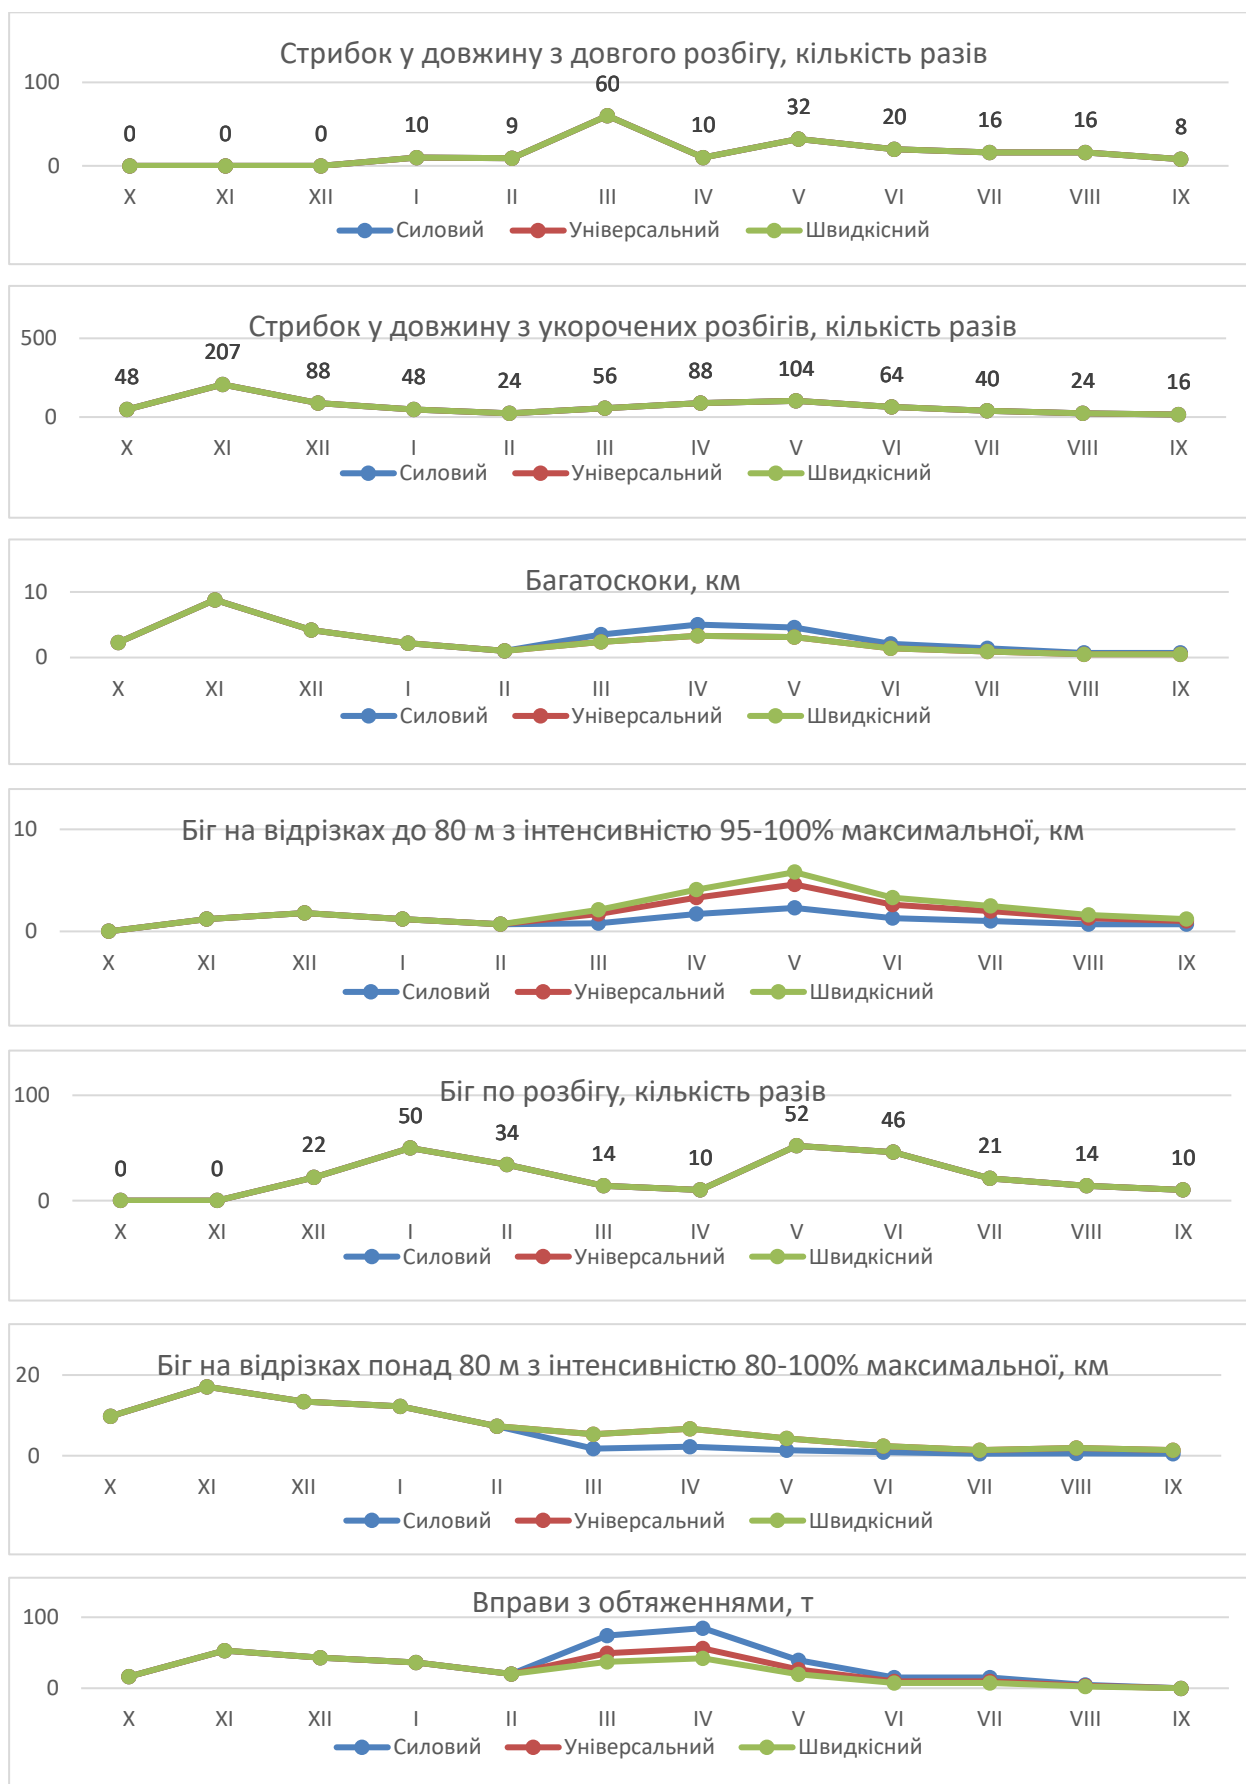 Стрибок у довжину з довгого розбігу, кількість разів
100
0
0 0 0 10 9 60 10 32 20 16 16 8
X XI XII I II III IV V VI VII VIII IX
Силовий Універсальний Швидкісний
Стрибок у довжину з укорочених розбігів, кількість разів
500
0
48 207 88 48 24 56 88 104 64 40 24 16
X XI XII I II III IV V VI VII VIII IX
Силовий Універсальний Швидкісний
Багатоскоки, км
10
0
X XI XII I II III IV V VI VII VIII IX
Силовий Універсальний Швидкісний
Біг на відрізках до 80 м з інтенсивністю 95-100% максимальної, км
10
0
X XI XII I II III IV V VI VII VIII IX
Силовий Універсальний Швидкісний
Біг по розбігу, кількість разів
100
0
0 0 22 50 34 14 10 52 46 21 14 10
X XI XII I II III IV V VI VII VIII IX
Силовий Універсальний Швидкісний
Біг на відрізках понад 80 м з інтенсивністю 80-100% максимальної, км
20
0
X XI XII I II III IV V VI VII VIII IX
Силовий Універсальний Швидкісний
Вправи з обтяженнями, т
100
0
X XI XII I II III IV V VI VII VIII IX
Силовий Універсальний Швидкісний